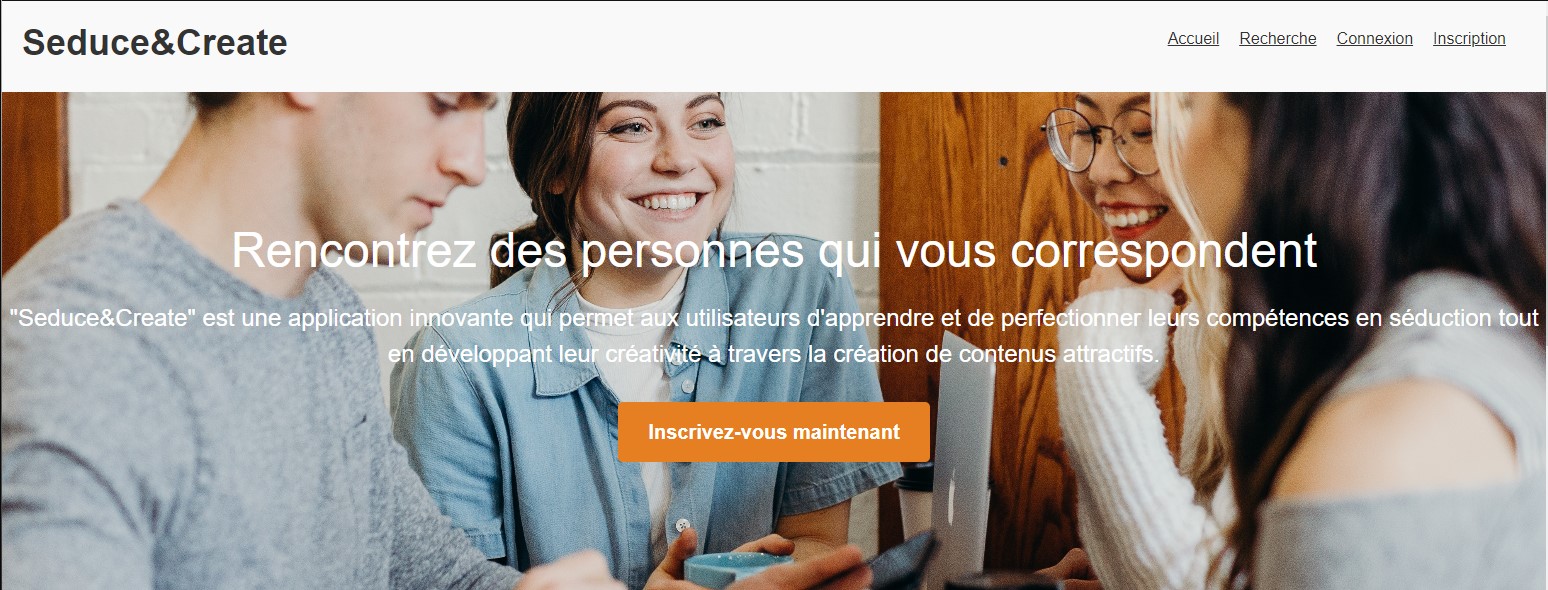 Seduce&Create
Accueil Recherche Connexion Inscription
Rencontrez des personnes qui vous correspondent
"Seduce&Create" est une application innovante qui permet aux utilisateurs d'apprendre et de perfectionner leurs compétences en séduction tout
en développant leur créativité à travers la création de contenus attractifs.
Inscrivez-vous maintenant